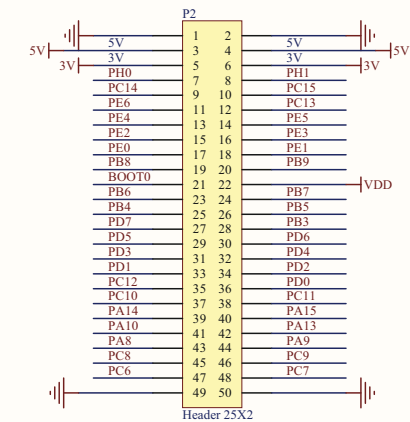 P2
1 2
5V 5V
5V 3 4 5V
3V 3V
3V 5 6 3V
PH0 7 8 PH1
PC14 9 10 PC15
PE6 11 12 PC13
PE4 13 14 PE5
PE2 15 16 PE3
PE0 17 18 PE1
PB8 19 20 PB9
BOOT0 21 22 VDD
PB6 23 24 PB7
PB4 25 26 PB5
PD7 27 28 PB3
PD5 29 30 PD6
PD3 31 32 PD4
PD1 33 34 PD2
PC12 35 36 PD0
PC10 37 38 PC11
PA14 39 40 PA15
PA10 41 42 PA13
PA8 43 44 PA9
PC8 45 46 PC9
PC6 47 48 PC7
49 50
Header 25X2